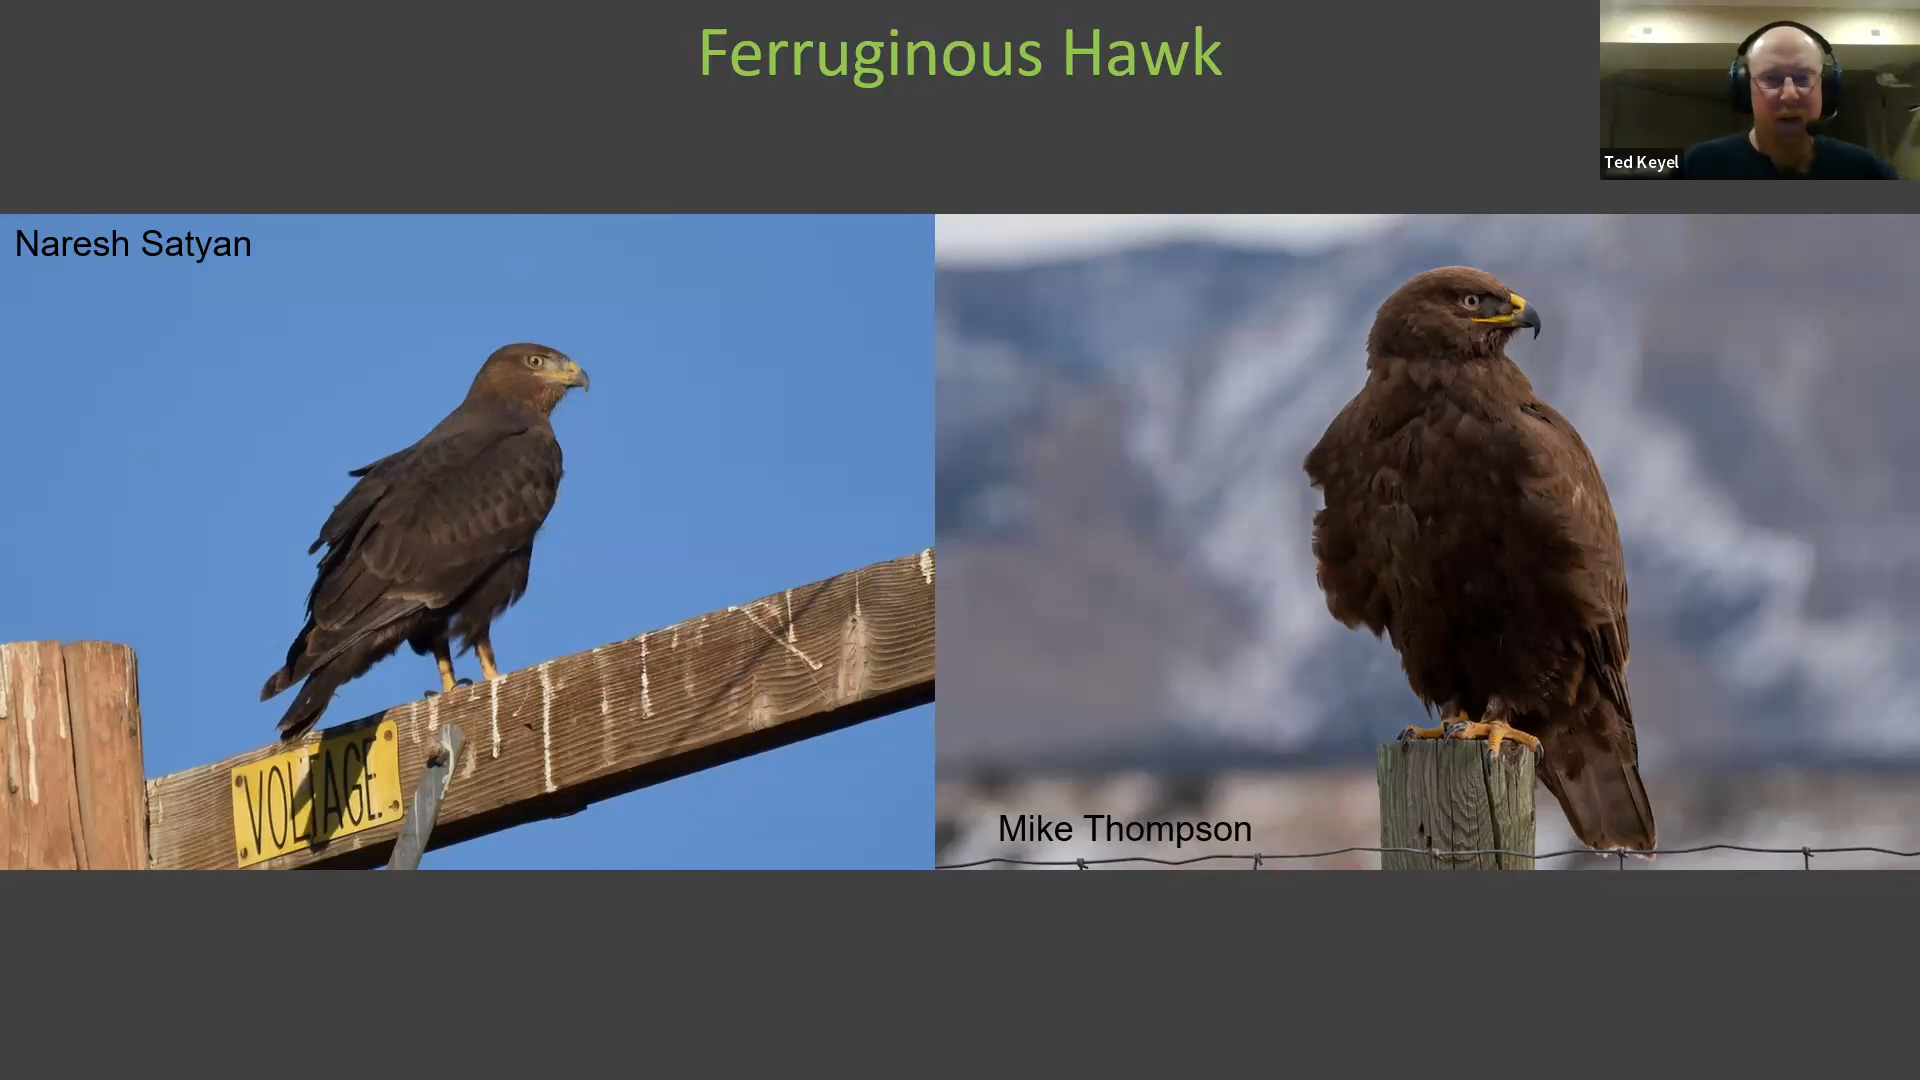 Ferruginous Hawk
Ted Keyel
Naresh Satyan
VOLTAGE
Mike Thompson